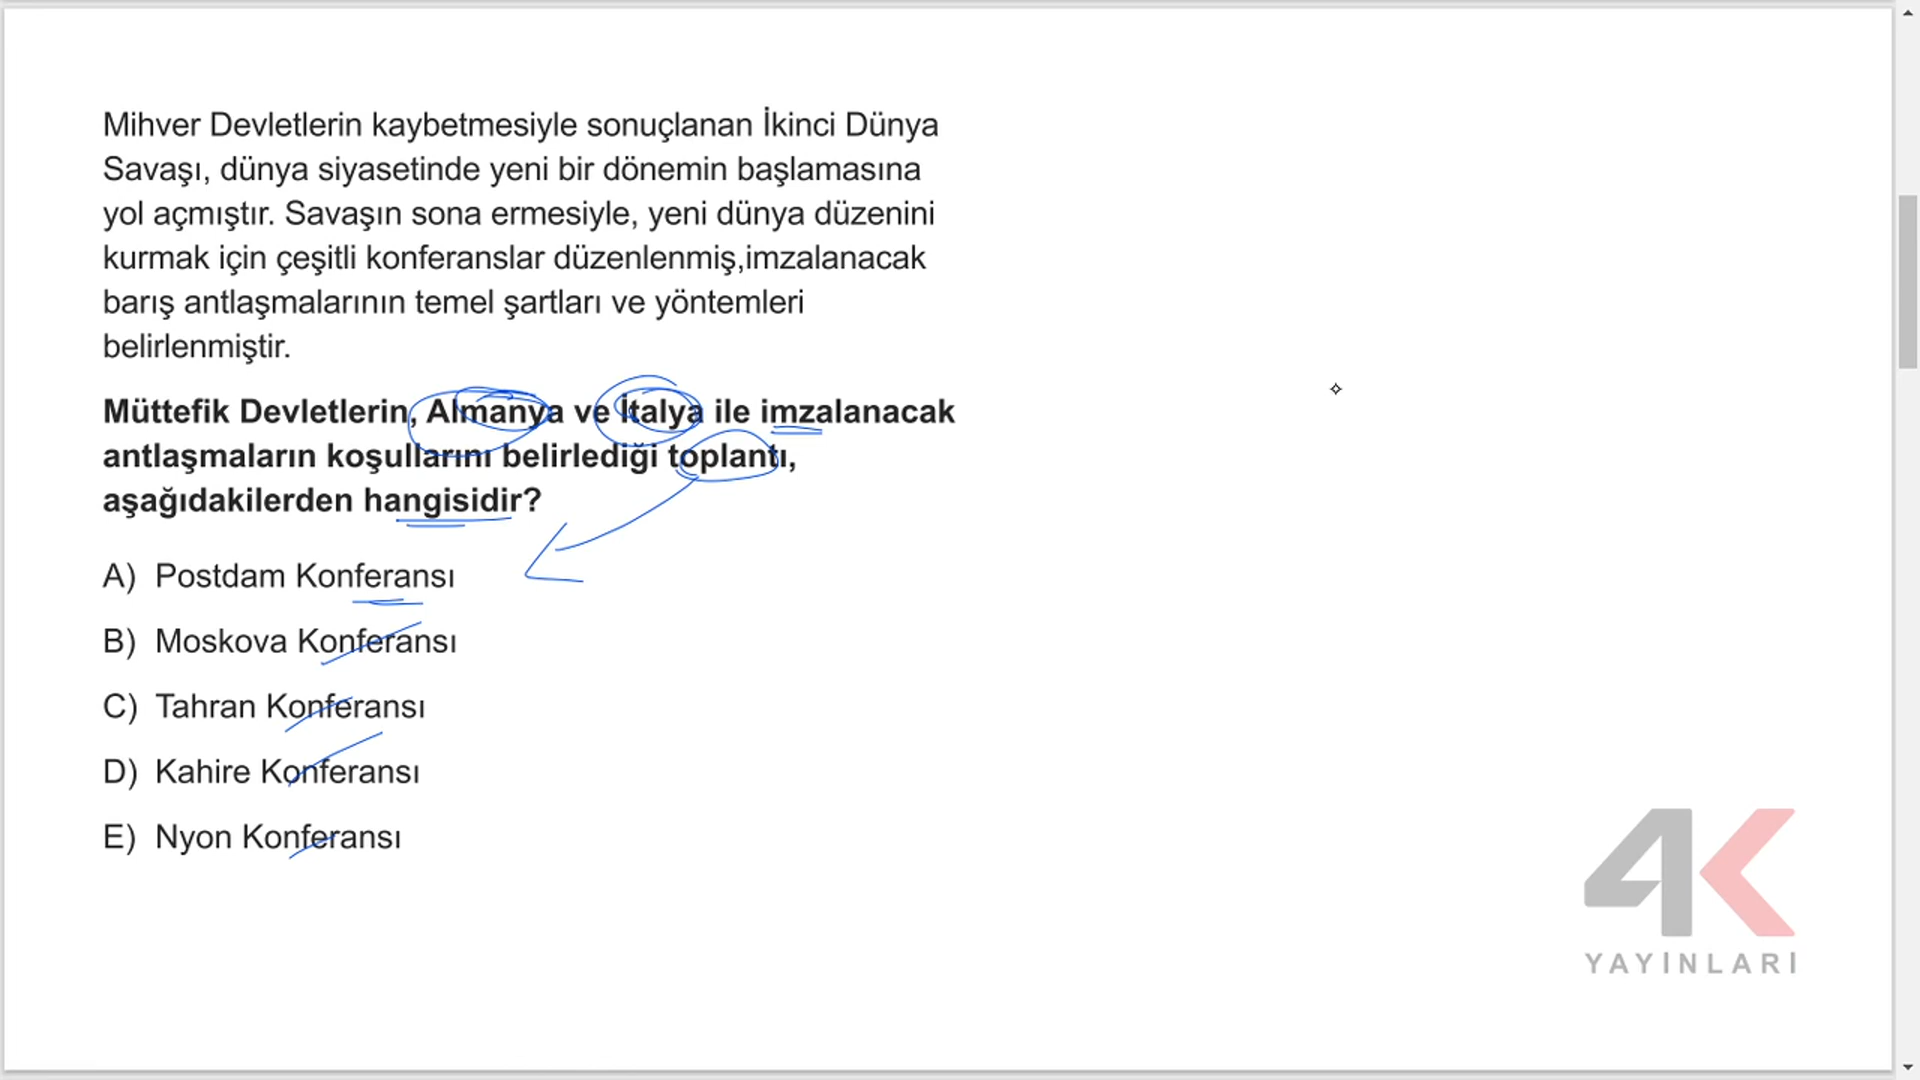 Mihver Devletlerin kaybetmesiyle sonuçlanan İkinci Dünya
Savaşı, dünya siyasetinde yeni bir dönemin başlamasına
yol açmıştır. Savaşın sona ermesiyle, yeni dünya düzenini
kurmak için çeşitli konferanslar düzenlenmiş,imzalanacak
barış antlaşmalarının temel şartları ve yöntemleri
belirlenmiştir.
Müttefik Devletlerin, Almanya ve İtalya ile imzalanacak
antlaşmaların koşullarını belirlediği toplantı,
aşağıdakilerden hangisidir?
A) Postdam Konferansı
B) Moskova Konferansı
C) Tahran Konferansı
D) Kahire Konferansı
E) Nyon Konferansı
4K
YAYINLARI